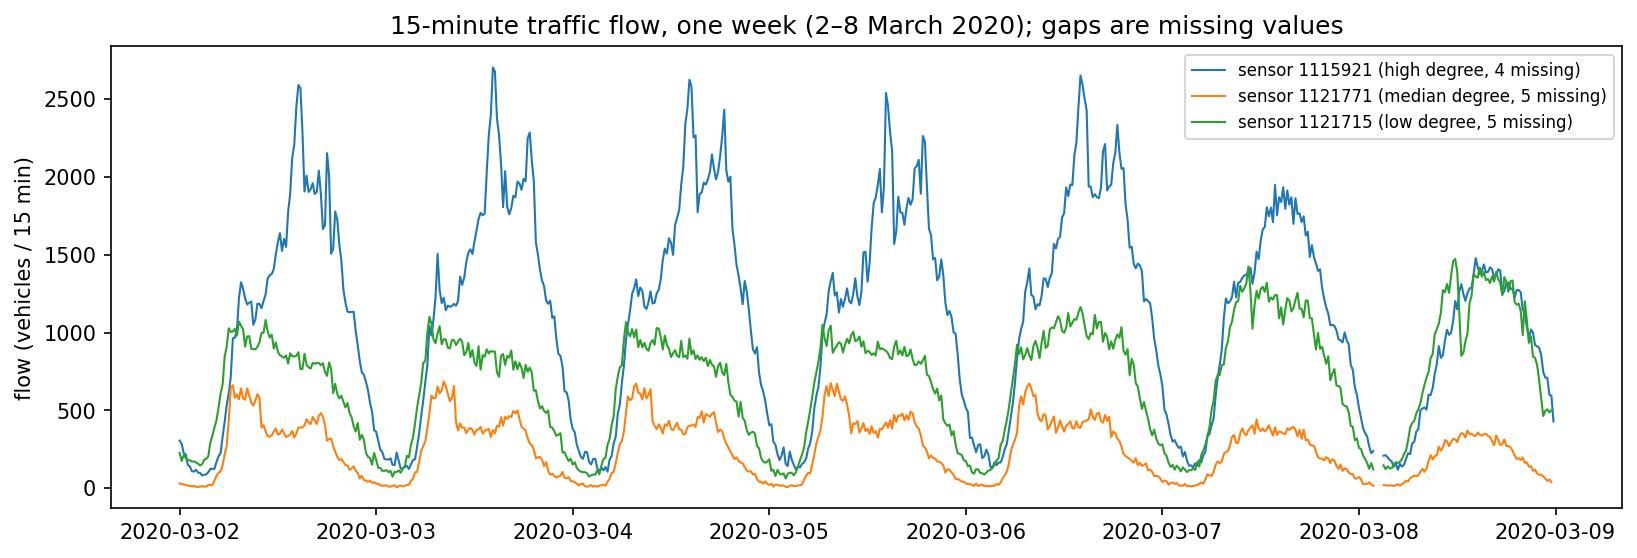 15-minute traffic flow, one week (2–8 March 2020); gaps are missing values
sensor 1115921 (high degree, 4 missing)
sensor 1121771 (median degree, 5 missing)
sensor 1121715 (low degree, 5 missing)
flow (vehicles / 15 min)
2500
2000
1500
1000
500
0
2020-03-02 2020-03-03 2020-03-04 2020-03-05 2020-03-06 2020-03-07 2020-03-08 2020-03-09